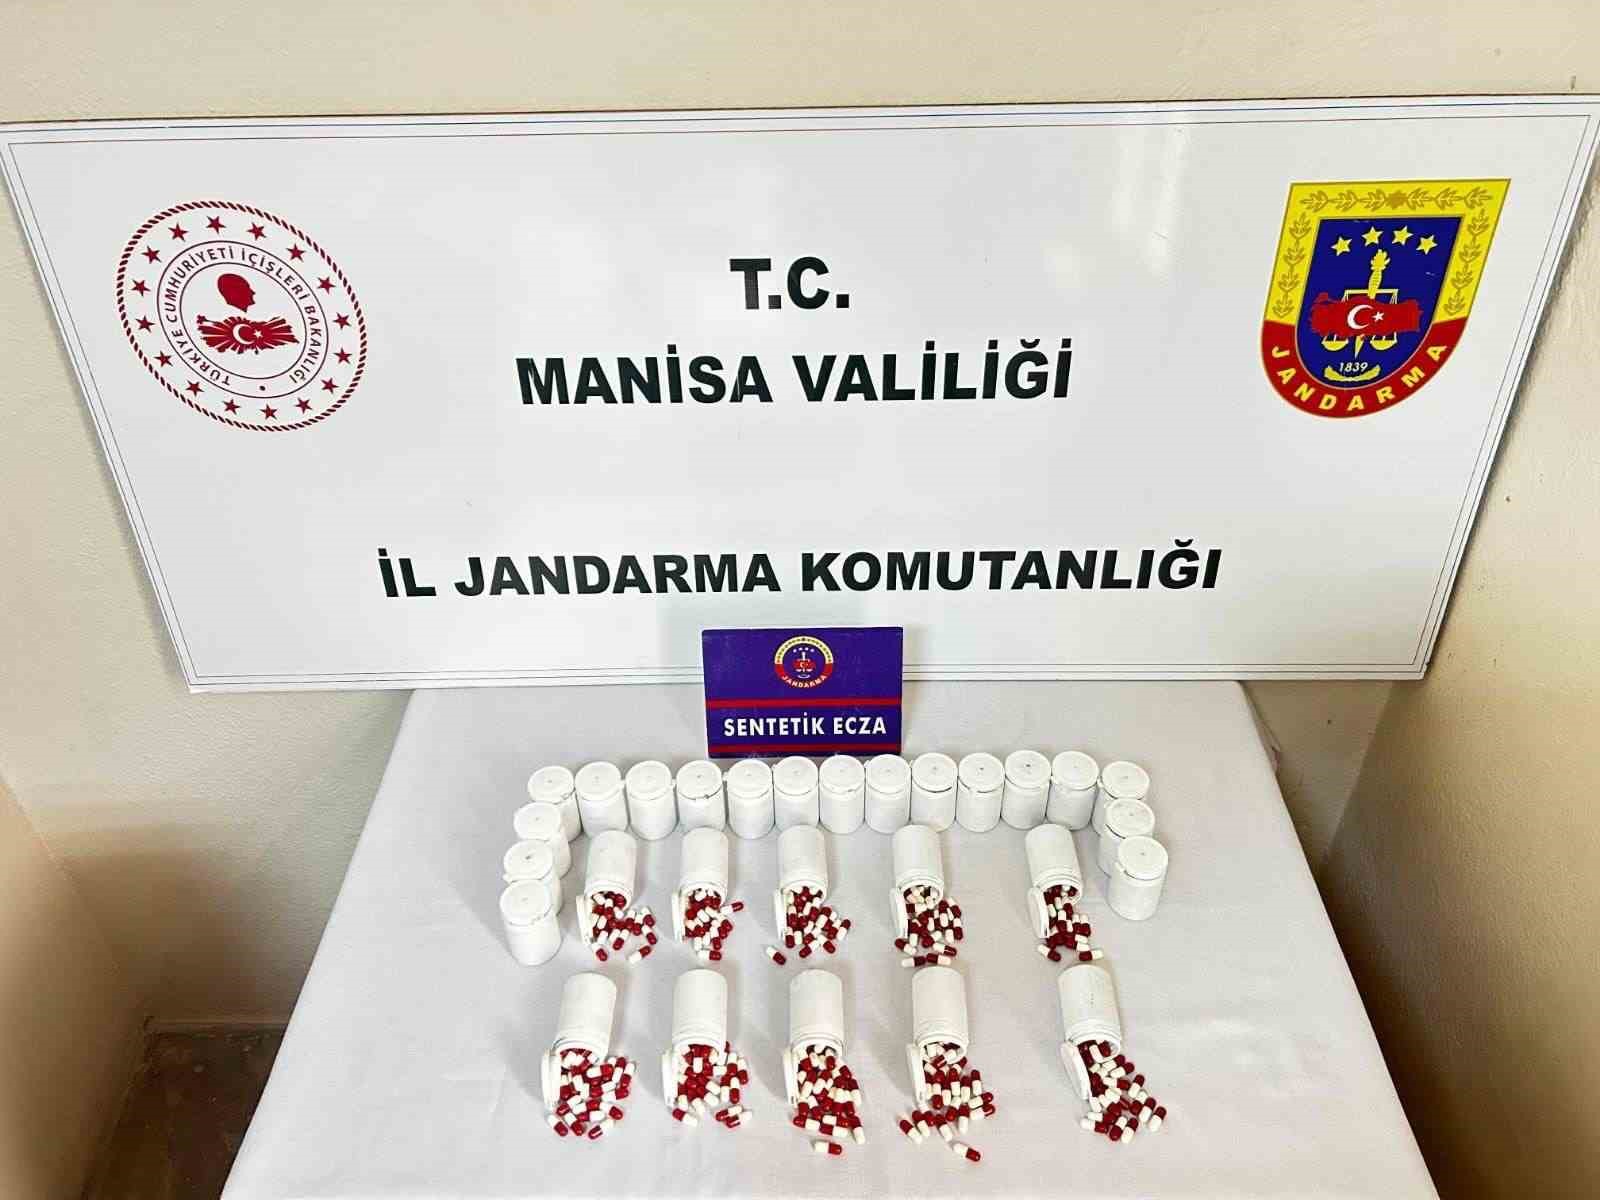 TÜRKİYE CUMHURİYETİ İÇİŞLERİ BAKANLIĞI
T.C.
MANİSA VALİLİĞİ
İL JANDARMA KOMUTANLIĞI
1839
JANDARMA
JANDARMA
SENTETİK ECZA